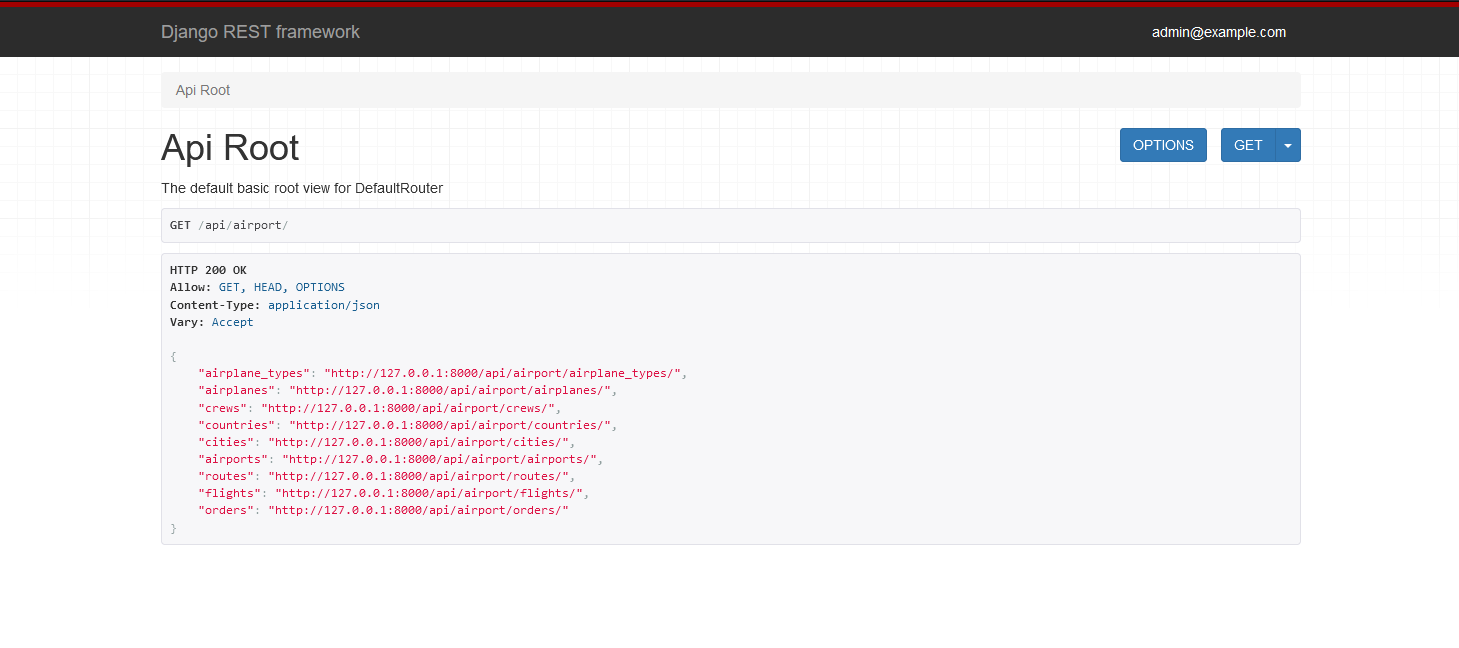 Django REST framework
admin@example.com
Api Root
Api Root
OPTIONS
GET
The default basic root view for DefaultRouter
GET /api/airport/
HTTP 200 OK
Allow: GET, HEAD, OPTIONS
Content-Type: application/json
Vary: Accept
{
    "airplane_types": "http://127.0.0.1:8000/api/airport/airplane_types/",
    "airplanes": "http://127.0.0.1:8000/api/airport/airplanes/",
    "crews": "http://127.0.0.1:8000/api/airport/crews/",
    "countries": "http://127.0.0.1:8000/api/airport/countries/",
    "cities": "http://127.0.0.1:8000/api/airport/cities/",
    "airports": "http://127.0.0.1:8000/api/airport/airports/",
    "routes": "http://127.0.0.1:8000/api/airport/routes/",
    "flights": "http://127.0.0.1:8000/api/airport/flights/",
    "orders": "http://127.0.0.1:8000/api/airport/orders/"
}